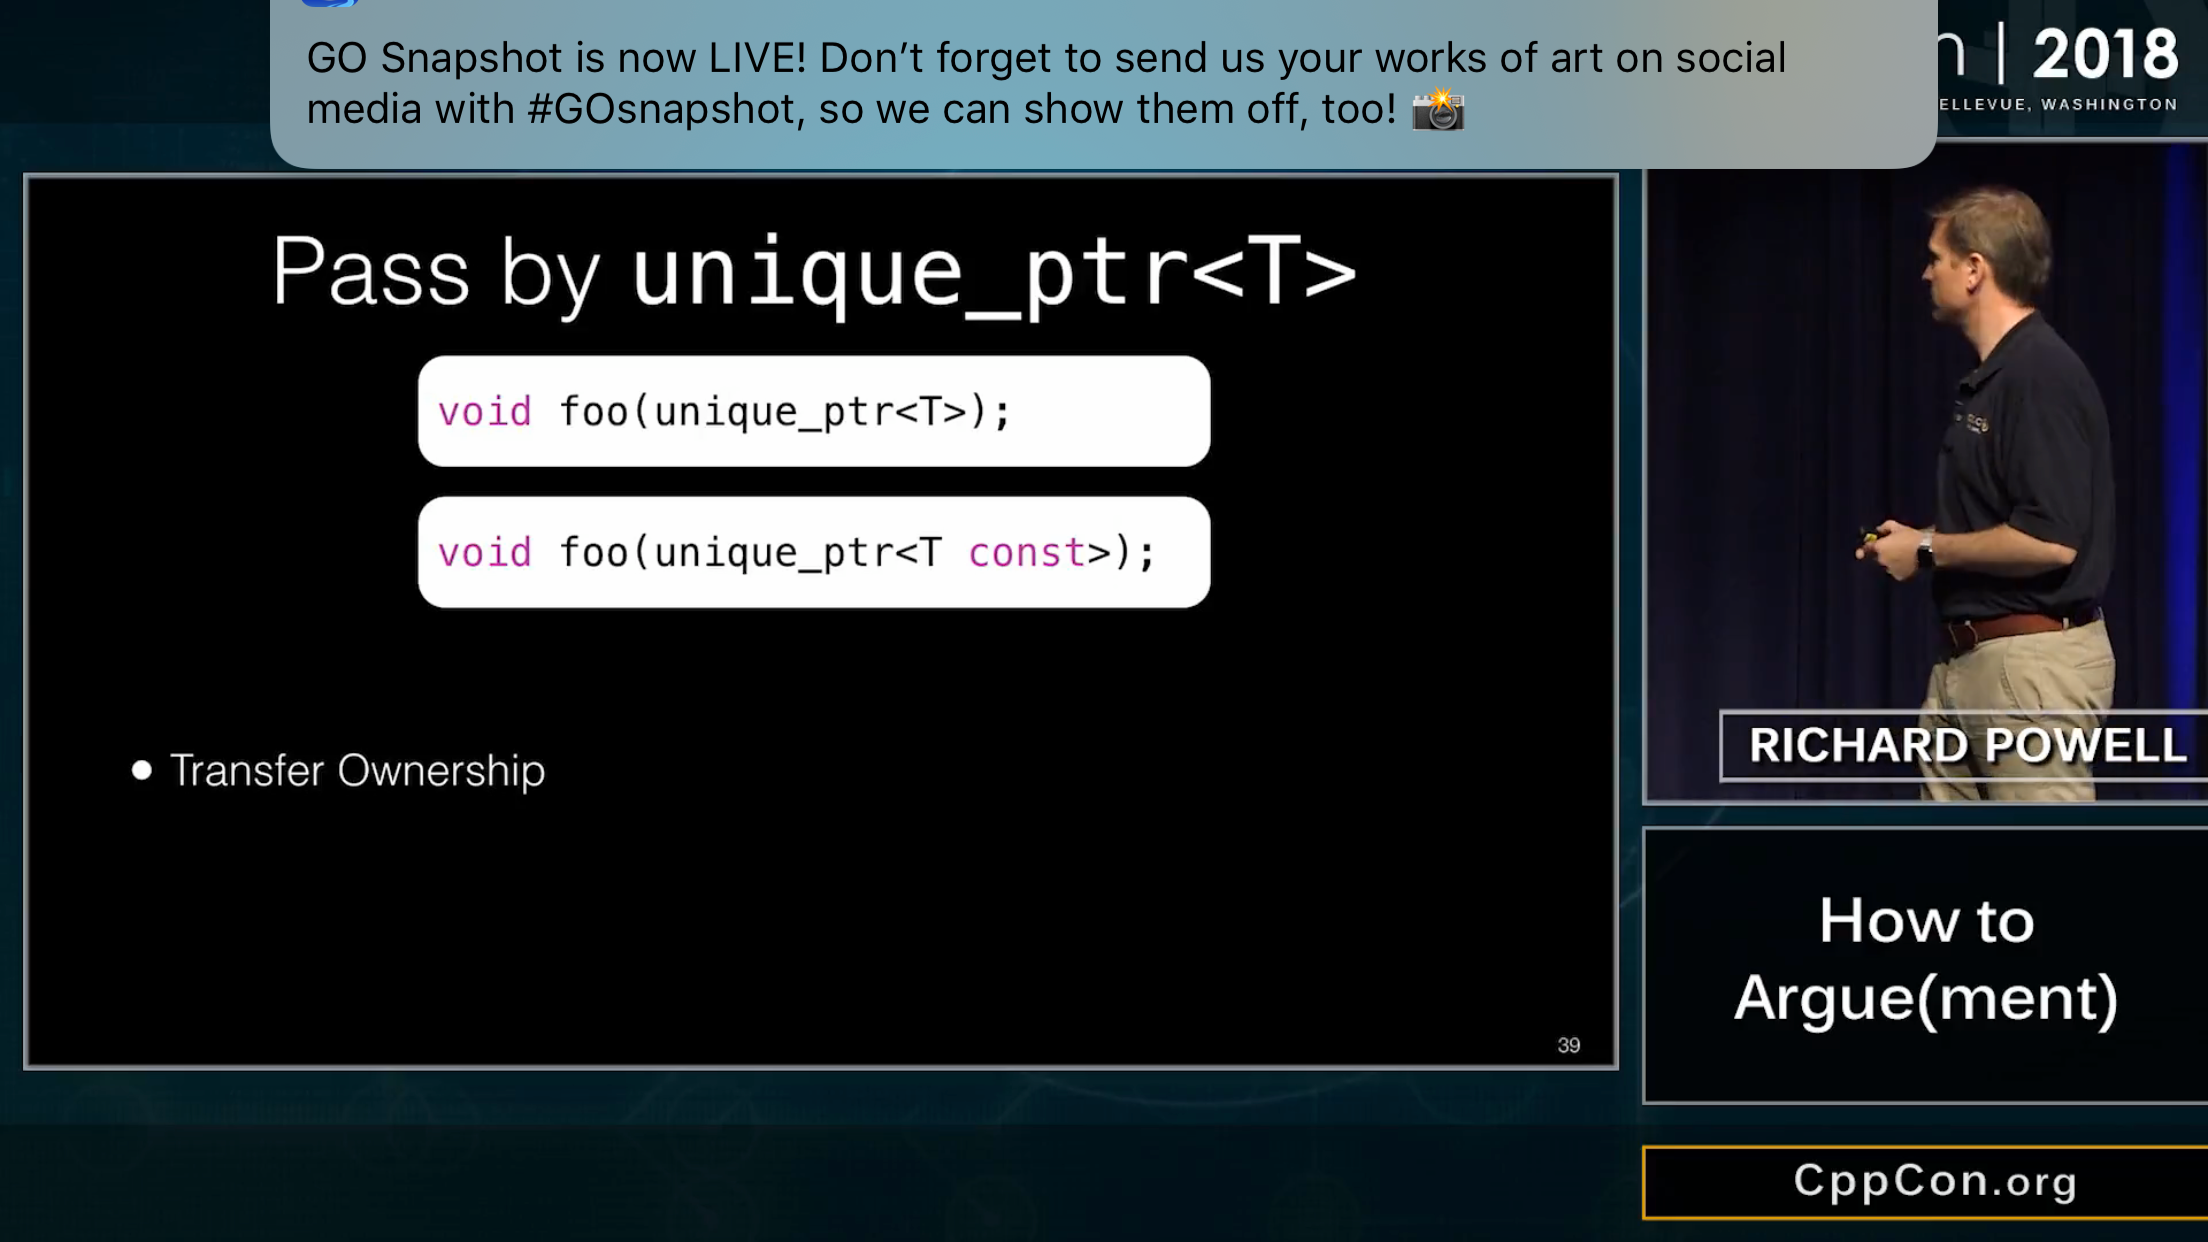 GO Snapshot is now LIVE! Don’t forget to send us your works of art on social
media with #GOsnapshot, so we can show them off, too! 📸
n | 2018
ELLEVUE, WASHINGTON
Pass by unique_ptr<T>
void foo(unique_ptr<T>);
void foo(unique_ptr<T const>);
• Transfer Ownership
39
RICHARD POWELL
How to
Argue(ment)
CppCon.org